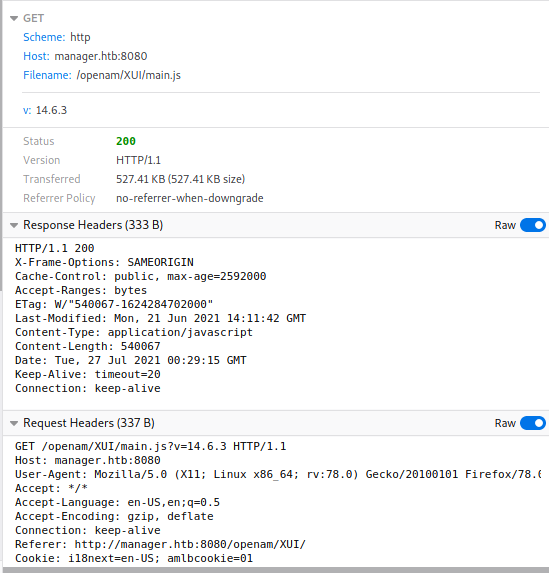 GET
Scheme: http
Host: manager.htb:8080
Filename: /openam/XUI/main.js
v: 14.6.3
Status 200
Version HTTP/1.1
Transferred 527.41 KB (527.41 KB size)
Referrer Policy no-referrer-when-downgrade
Response Headers (333 B) Raw
HTTP/1.1 200
X-Frame-Options: SAMEORIGIN
Cache-Control: public, max-age=2592000
Accept-Ranges: bytes
ETag: W/"540067-1624284702000"
Last-Modified: Mon, 21 Jun 2021 14:11:42 GMT
Content-Type: application/javascript
Content-Length: 540067
Date: Tue, 27 Jul 2021 00:29:15 GMT
Keep-Alive: timeout=20
Connection: keep-alive
Request Headers (337 B) Raw
GET /openam/XUI/main.js?v=14.6.3 HTTP/1.1
Host: manager.htb:8080
User-Agent: Mozilla/5.0 (X11; Linux x86_64; rv:78.0) Gecko/20100101 Firefox/78.0
Accept: */*
Accept-Language: en-US,en;q=0.5
Accept-Encoding: gzip, deflate
Connection: keep-alive
Referer: http://manager.htb:8080/openam/XUI/
Cookie: i18next=en-US; amlbcookie=01